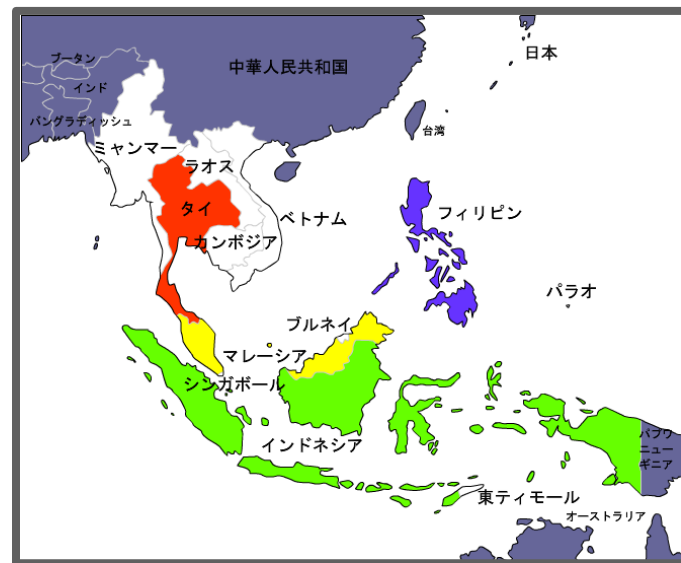 日本
中華人民共和国
ブータン
インド
バングラディッシュ
台湾
ミャンマー
ラオス
タイ
ベトナム
フィリピン
カンボジア
パラオ
ブルネイ
マレーシア
シンガポール
インドネシア
パプワ
ニュー
ギニア
東ティモール
オーストラリア